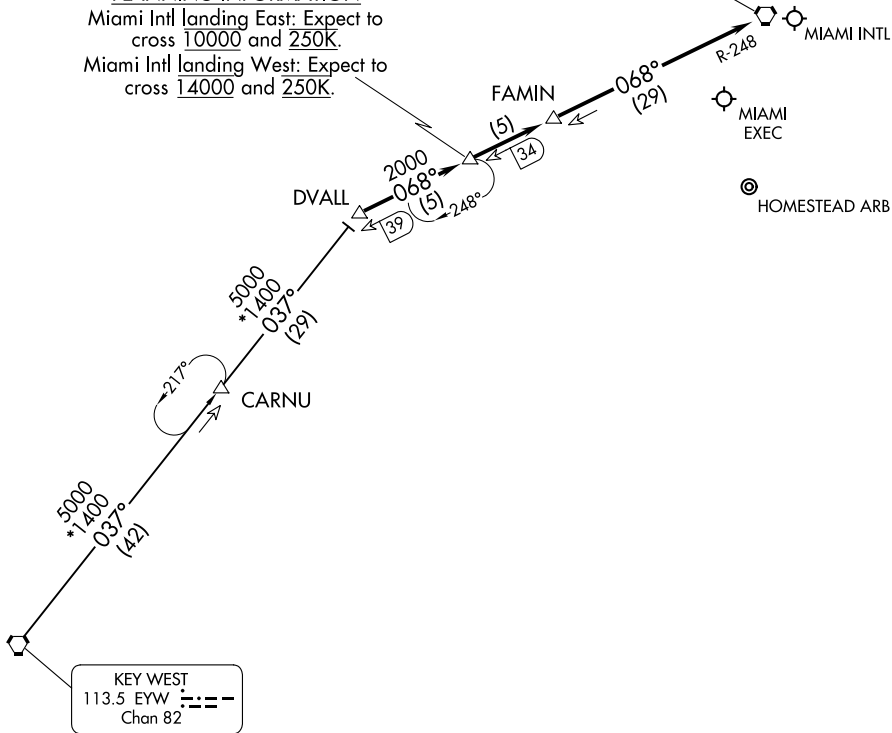 Miami Intl landing East: Expect to
cross 10000 and 250K.
Miami Intl landing West: Expect to
cross 14000 and 250K.
MIAMI INTL
R-248
068°
(29)
FAMIN
MIAMI
EXEC
(5)
34
2000
068°
(5)
248°
HOMESTEAD ARB
DVALL
39
5000
*1400
037°
(29)
217°
CARNU
5000
*1400
037°
(42)
KEY WEST
113.5 EYW
Chan 82